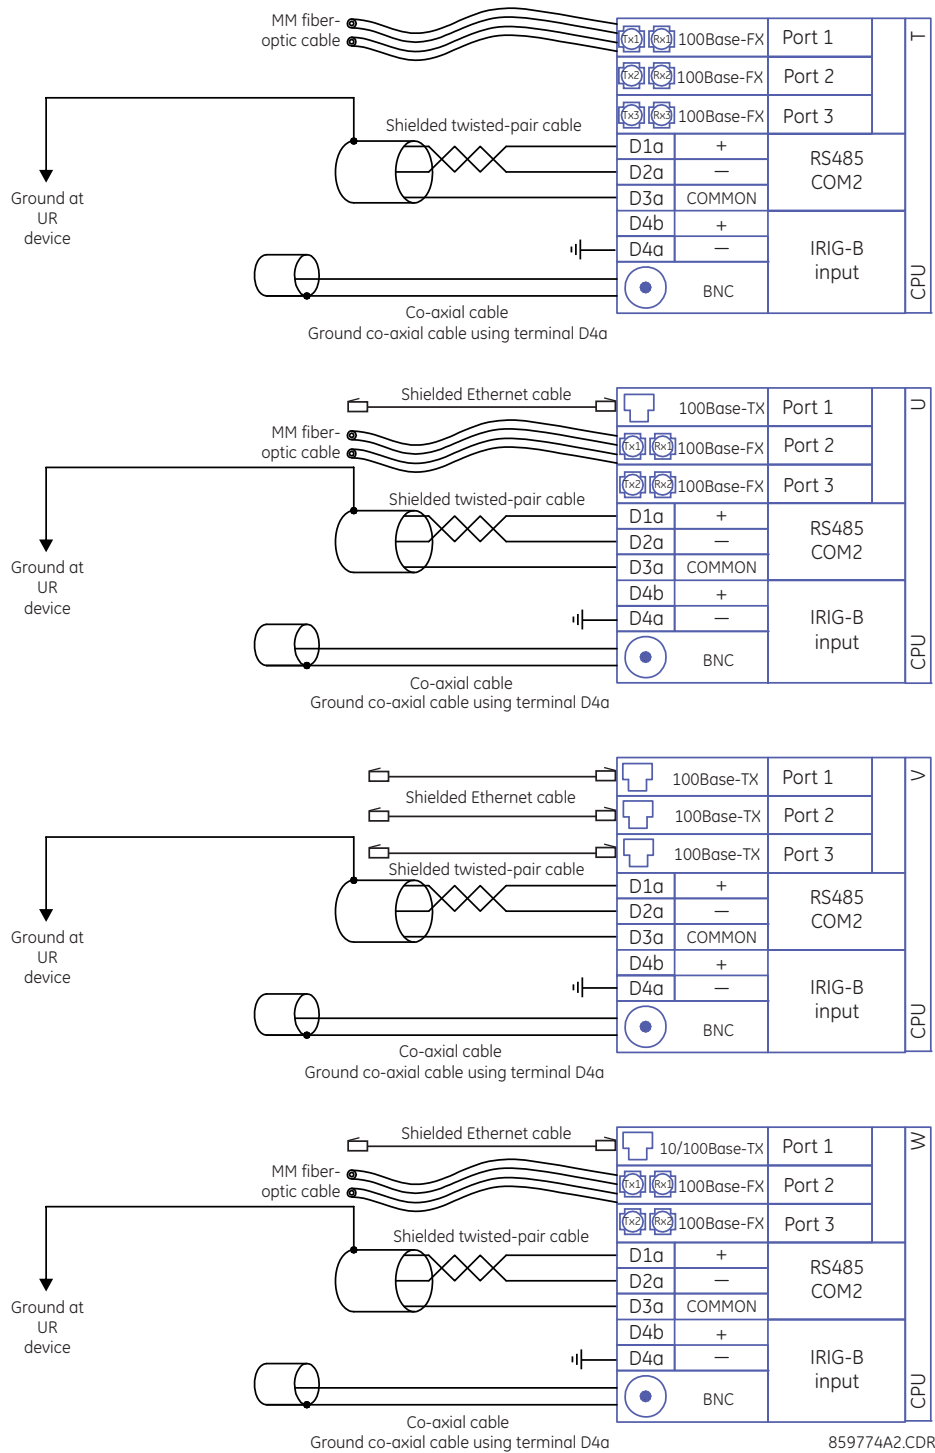 MM fiber-
optic cable
Tx1 Rx1 100Base-FX Port 1 T
Tx2 Rx2 100Base-FX Port 2
Tx3 Rx3 100Base-FX Port 3
Shielded twisted-pair cable
D1a + RS485
D2a — COM2
D3a COMMON
Ground at
UR
device
D4b +
D4a — IRIG-B
input
BNC CPU
Co-axial cable
Ground co-axial cable using terminal D4a
Shielded Ethernet cable
100Base-TX Port 1 U
MM fiber-
optic cable
Tx1 Rx1 100Base-FX Port 2
Tx2 Rx2 100Base-FX Port 3
Shielded twisted-pair cable
D1a + RS485
D2a — COM2
D3a COMMON
Ground at
UR
device
D4b +
D4a — IRIG-B
input
BNC CPU
Co-axial cable
Ground co-axial cable using terminal D4a
100Base-TX Port 1 V
Shielded Ethernet cable
100Base-TX Port 2
100Base-TX Port 3
Shielded twisted-pair cable
D1a + RS485
D2a — COM2
D3a COMMON
Ground at
UR
device
D4b +
D4a — IRIG-B
input
BNC CPU
Co-axial cable
Ground co-axial cable using terminal D4a
Shielded Ethernet cable
10/100Base-TX Port 1 W
MM fiber-
optic cable
Tx1 Rx1 100Base-FX Port 2
Tx2 Rx2 100Base-FX Port 3
Shielded twisted-pair cable
D1a + RS485
D2a — COM2
D3a COMMON
Ground at
UR
device
D4b +
D4a — IRIG-B
input
BNC CPU
Co-axial cable
Ground co-axial cable using terminal D4a
859774A2.CDR